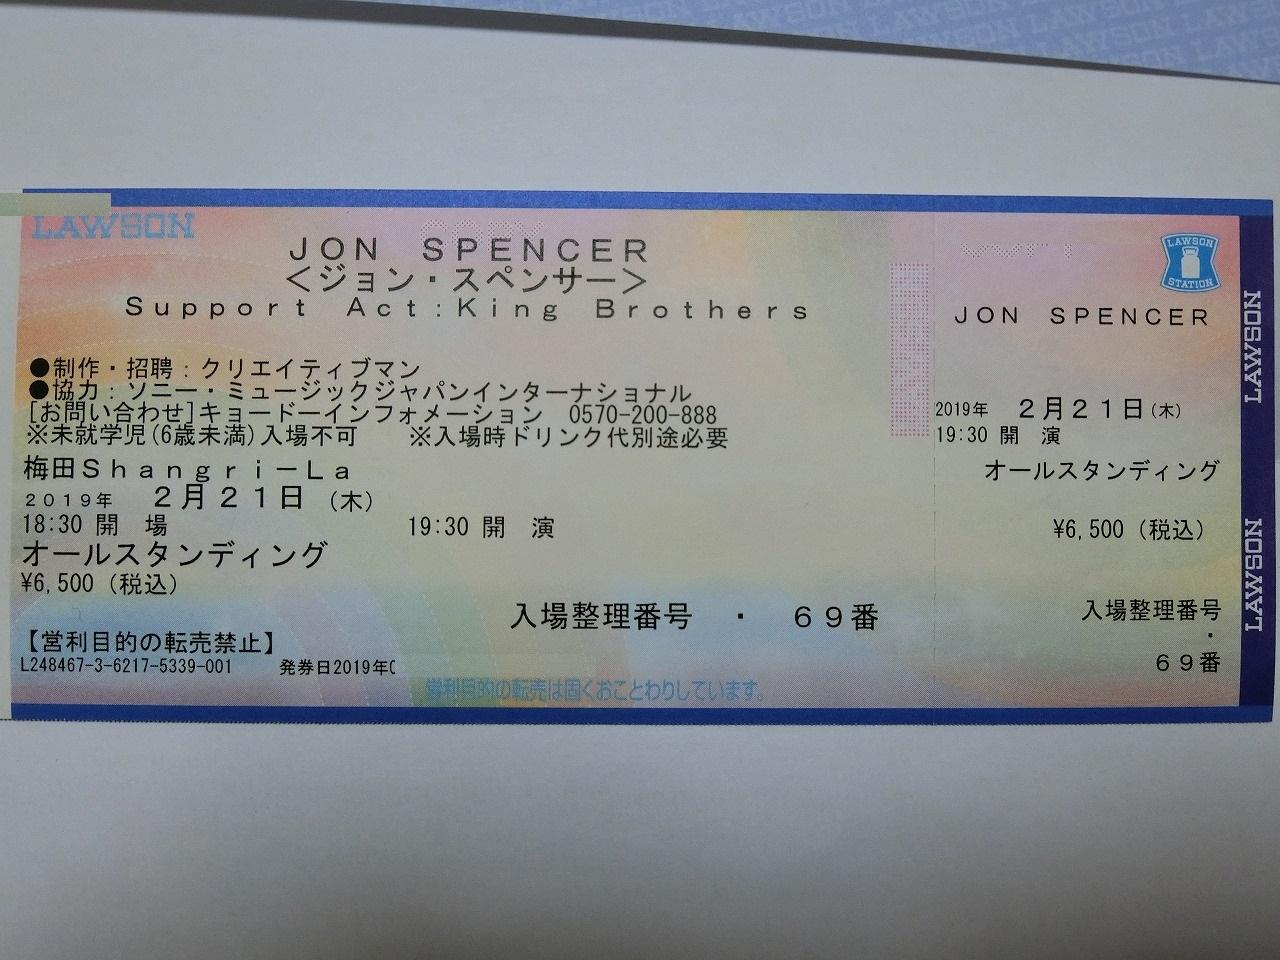 LAWSON
JON SPENCER
＜ジョン・スペンサー＞
Support Act:King Brothers
●制作・招聘：クリエイティブマン
●協力：ソニー・ミュージックジャパンインターナショナル
[お問い合わせ]キョードーインフォメーション 0570-200-888
※未就学児(6歳未満)入場不可 ※入場時ドリンク代別途必要
梅田Shangri-La
2019年 2月21日(木)
18:30 開 場 19:30 開 演
オールスタンディング
¥6,500(税込)
入場整理番号 ・ 69番
【営利目的の転売禁止】
L248467-3-6217-5339-001 発券日2019年
営利目的の転売は固くおことわりしています。
LAWSON
STATION
JON SPENCER
2019年 2月21日(木)
19:30 開 演
オールスタンディング
¥6,500(税込)
入場整理番号
・
69番
LAWSON
LAWSON